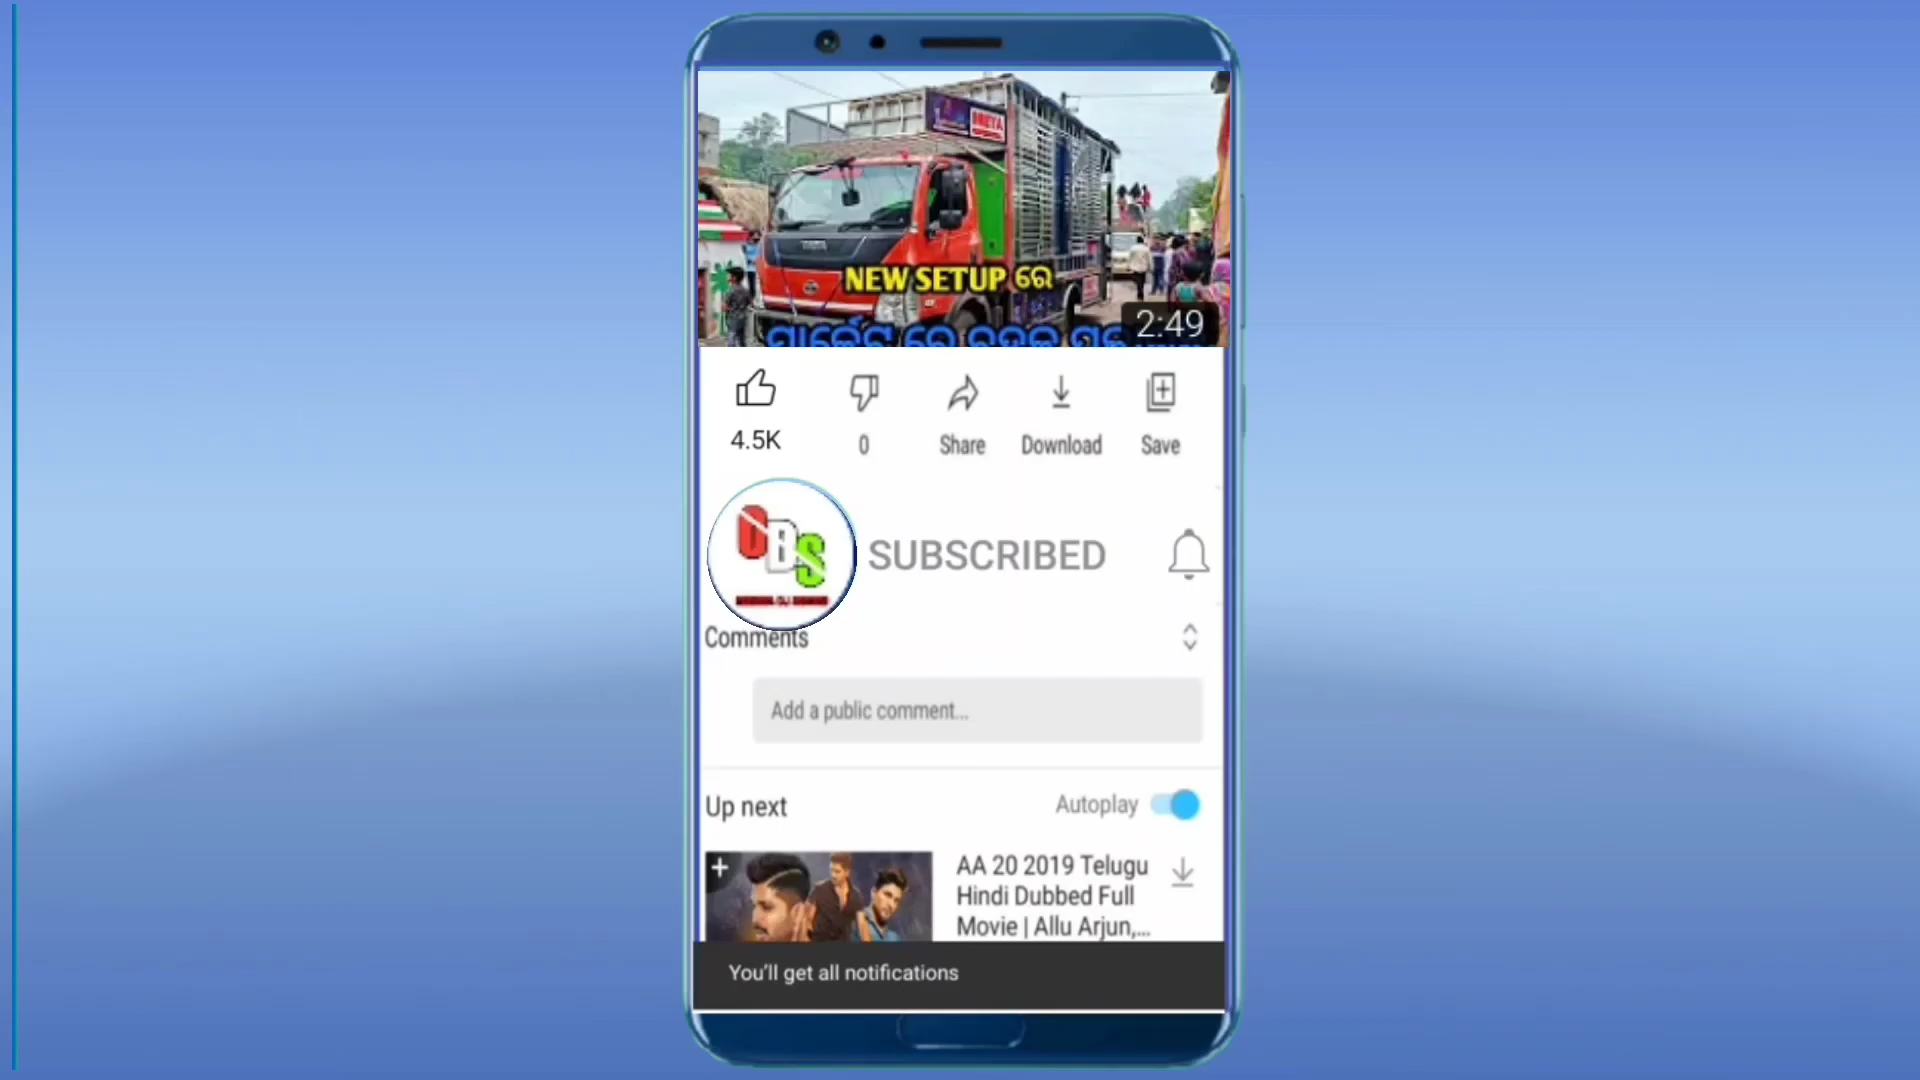 NEW SETUP ରେ
2:49
4.5K
0
Share
Download
Save
OBS
SUBSCRIBED
Comments
Add a public comment...
Up next
Autoplay
AA 20 2019 Telugu
Hindi Dubbed Full
Movie | Allu Arjun,...
You'll get all notifications